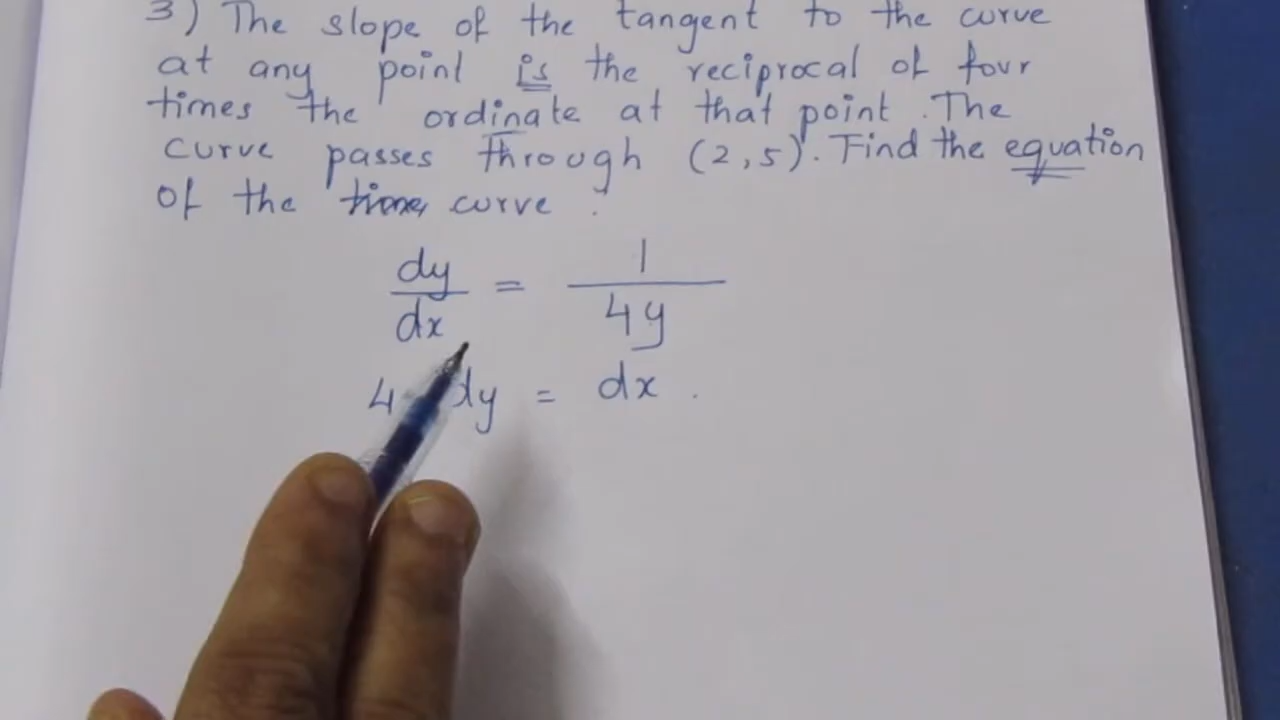 3) The slope of the tangent to the curve
at any point is the reciprocal of four
times the ordinate at that point. The
curve passes through (2,5). Find the equation
of the curve.
dy/dx = 1/4y
4 dy = dx.